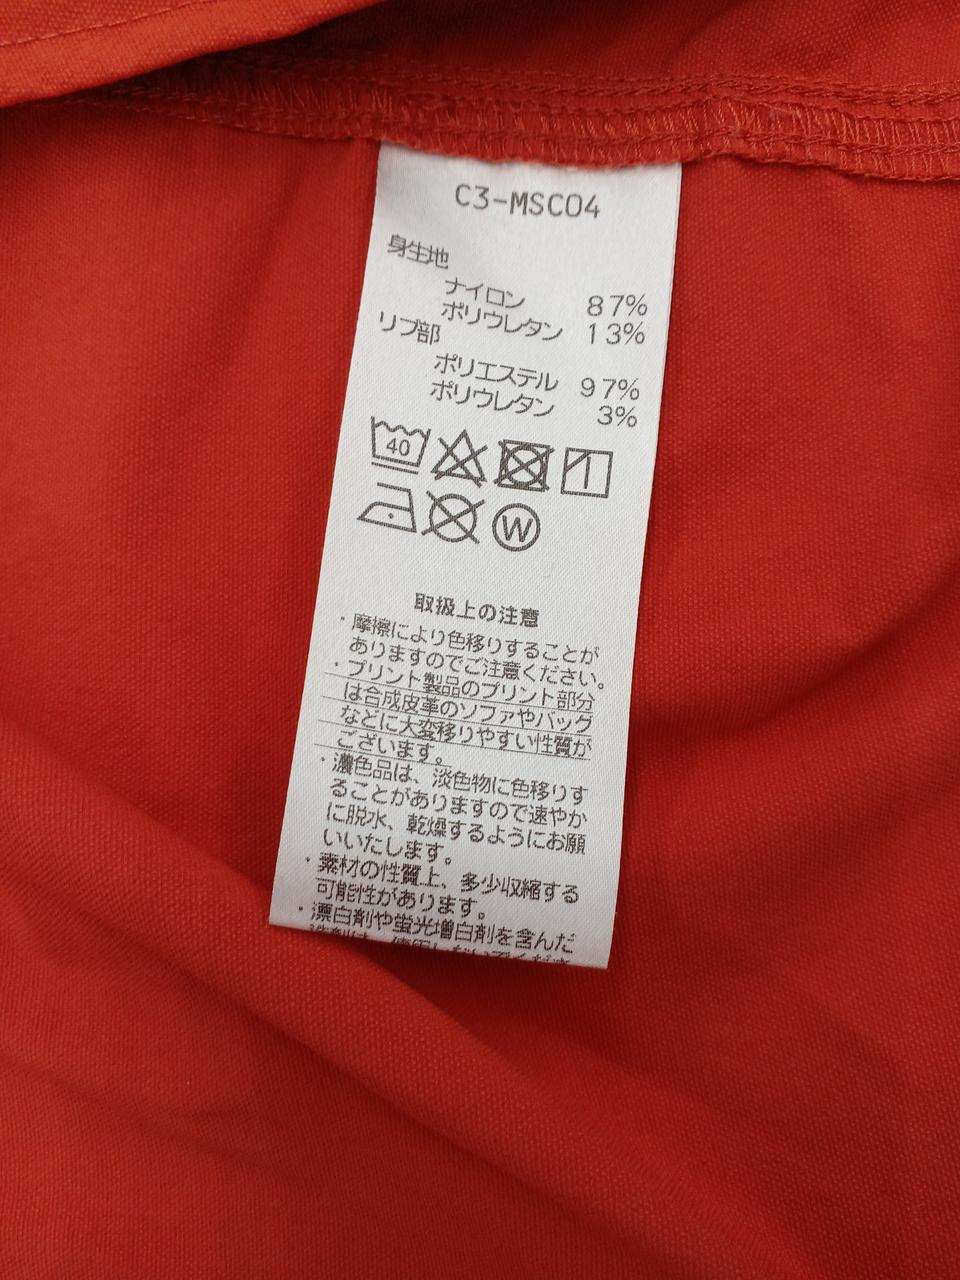 C3-MSC04
身生地
ナイロン 87%
ポリウレタン 13%
リブ部
ポリエステル 97%
ポリウレタン 3%
40
W
取扱上の注意
・摩擦により色移りすることが
ありますのでご注意ください。
・プリント製品のプリント部分
は合成皮革のソファやバッグ
などに大変移りやすい性質が
ございます。
・濃色品は、淡色物に色移りす
ることがありますので速やか
に脱水、乾燥するようにお願
いいたします。
・素材の性質上、多少収縮する
可能性があります。
・漂白剤や蛍光増白剤を含んだ